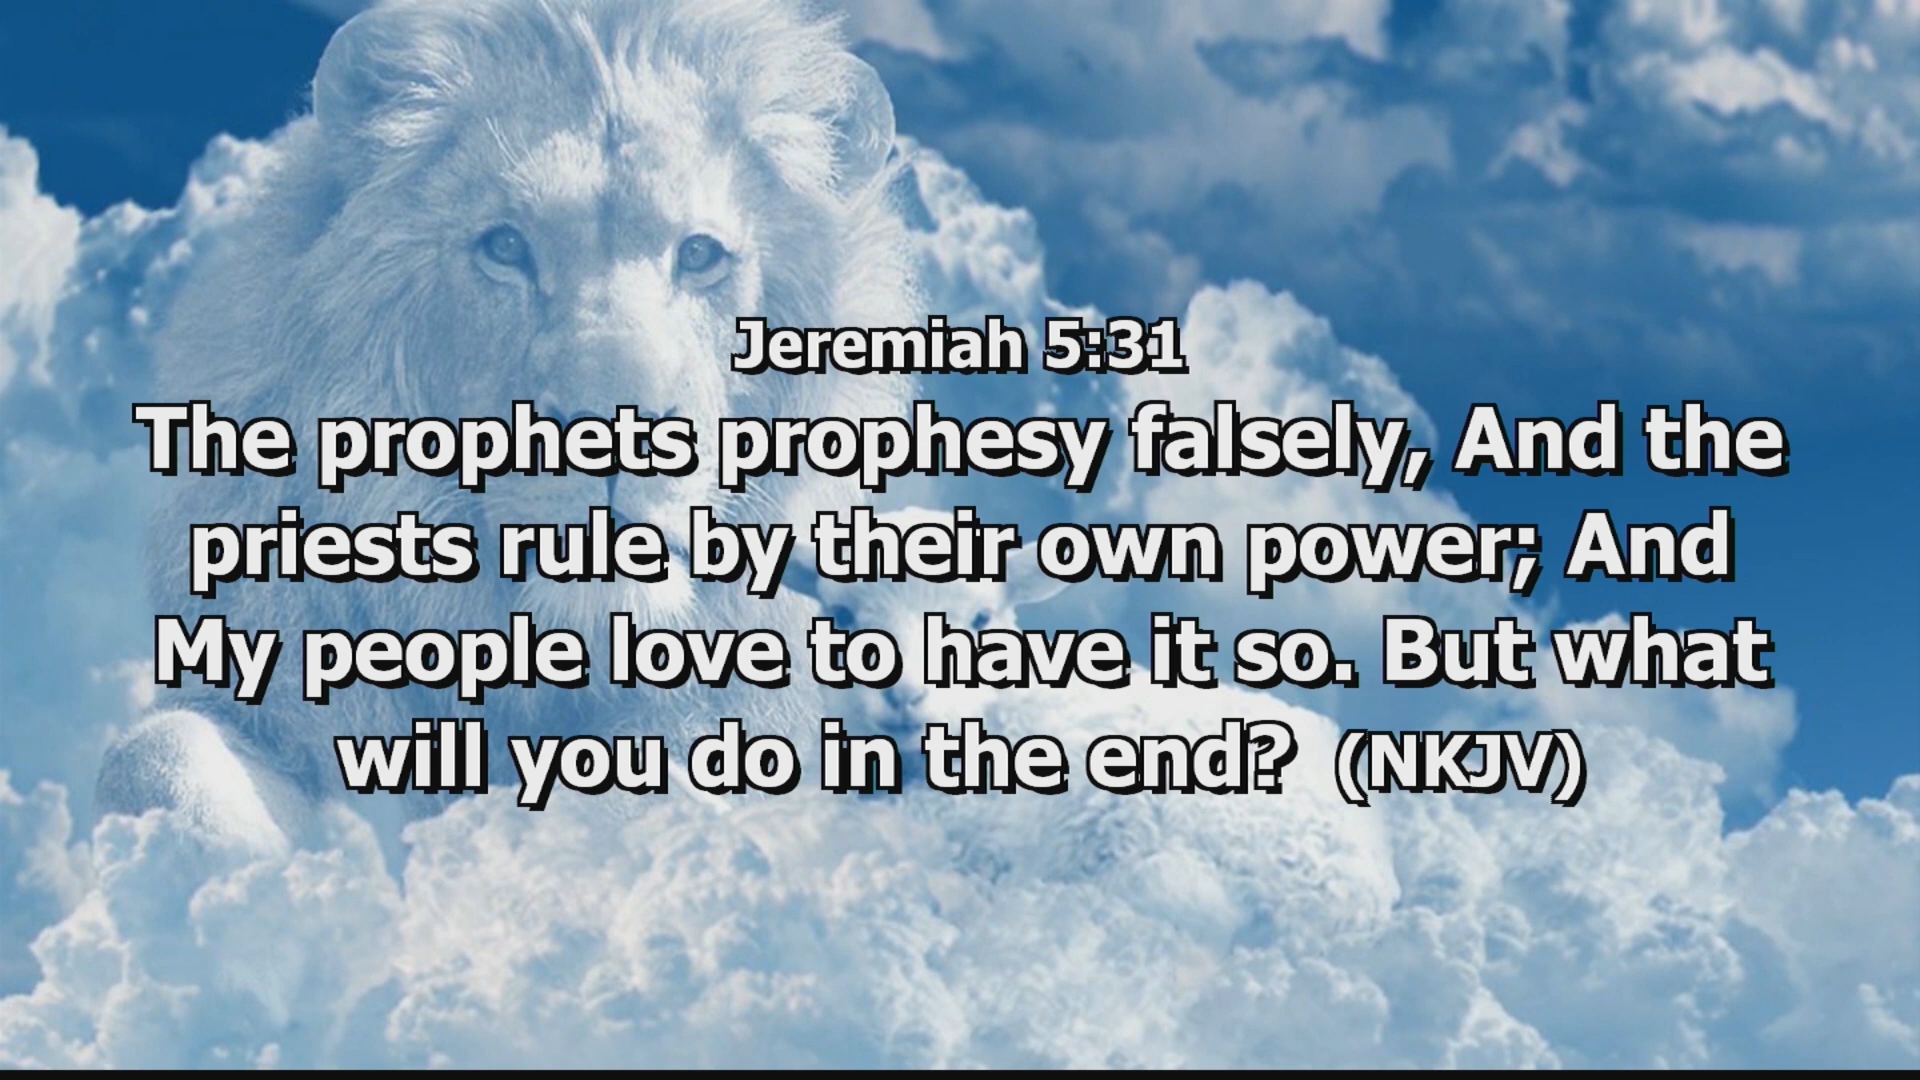 Jeremiah 5:31
The prophets prophesy falsely, And the
priests rule by their own power; And
My people love to have it so. But what
will you do in the end? (NKJV)